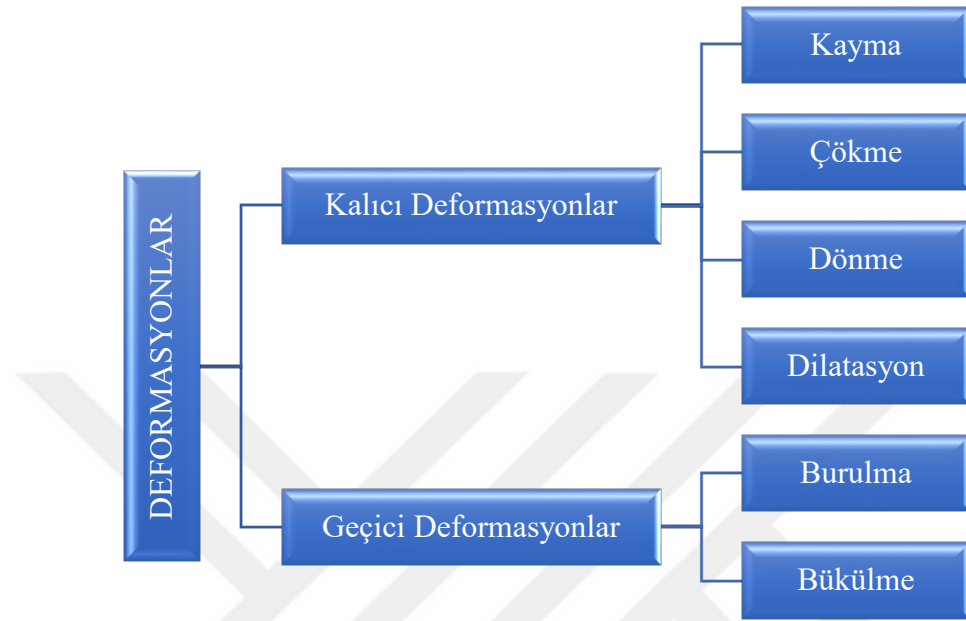 DEFORMASYONLAR
Kalıcı Deformasyonlar
Kayma
Çökme
Dönme
Dilatasyon
Geçici Deformasyonlar
Burulma
Bükülme